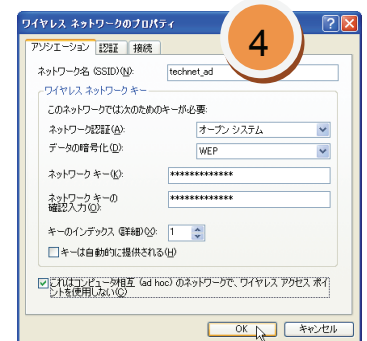 ワイヤレス ネットワークのプロパティ
4
アソシエーション 認証 接続
ネットワーク名 (SSID)(N): technet_ad
ワイヤレス ネットワーク キー
このネットワークでは次のためのキーが必要:
ネットワーク認証(A): オープン システム
データの暗号化(D): WEP
ネットワーク キー(K): *************
ネットワーク キーの
確認入力(O): *************
キーのインデックス (詳細)(X): 1
キーは自動的に提供される(H)
これはコンピュータ相互 (ad hoc) のネットワークで、ワイヤレス アクセス ポイ
ントを使用しない(C)
OK キャンセル